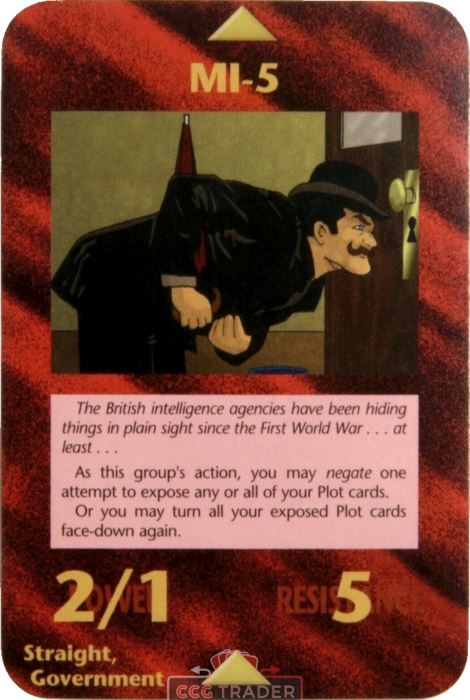 MI-5
The British intelligence agencies have been hiding
things in plain sight since the First World War . . . at
least . . .
As this group's action, you may negate one
attempt to expose any or all of your Plot cards.
Or you may turn all your exposed Plot cards
face-down again.
POWER RESISTANCE
2/1 5
Straight,
Government
CCG TRADER